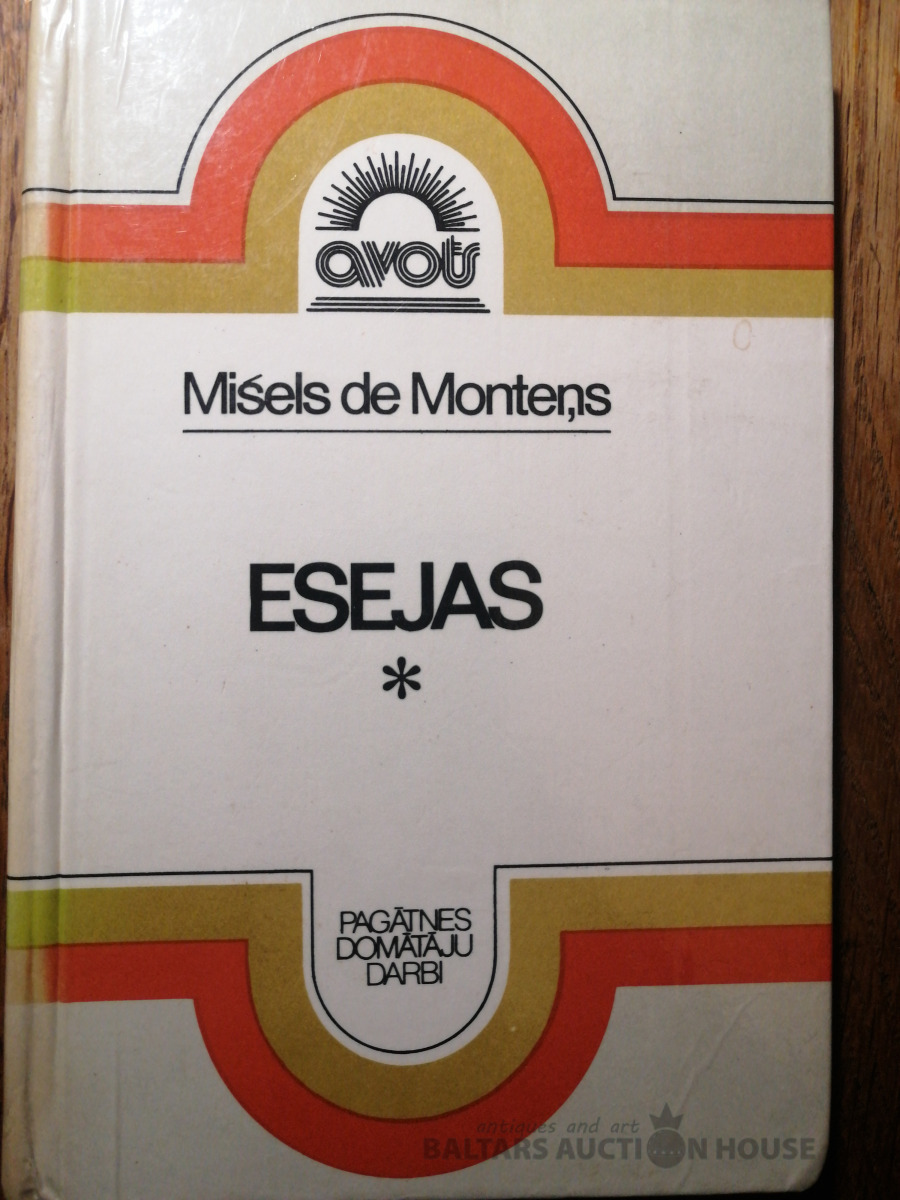 avots
Mišels de Monteņs
ESEJAS
*
PAGĀTNES
DOMĀTĀJU
DARBI
antiques and art
BALTARS AUCTION HOUSE